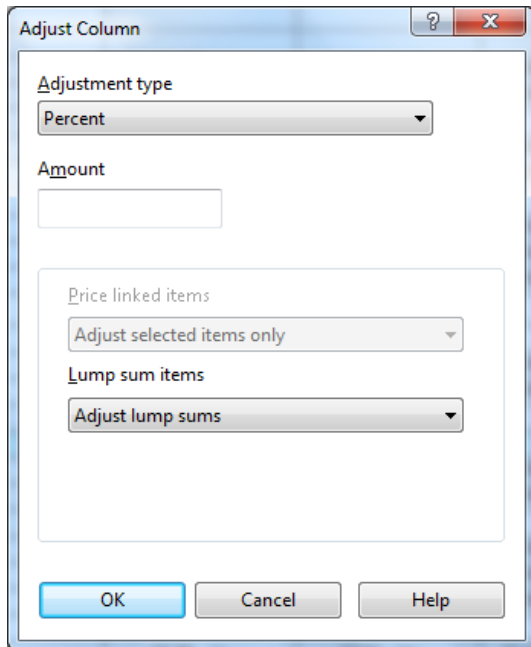 Adjust Column
Adjustment type
Percent
Amount
Price linked items
Adjust selected items only
Lump sum items
Adjust lump sums
OK Cancel Help